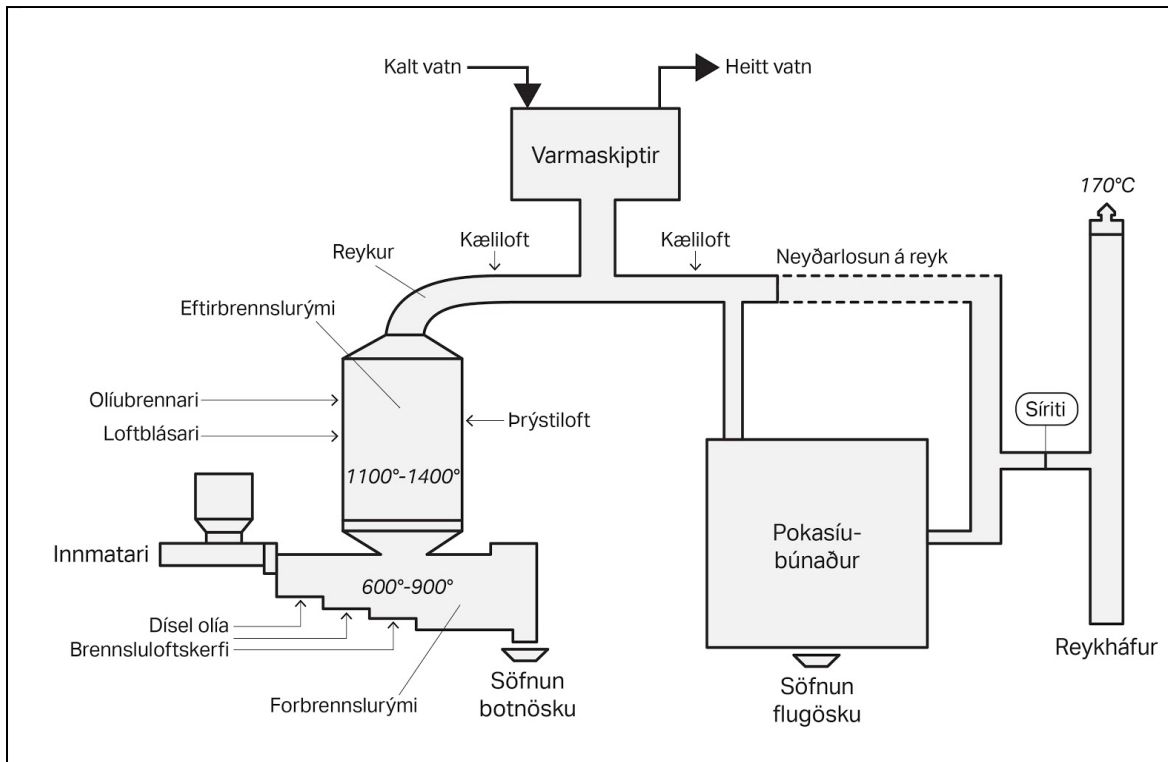 Kalt vatn
Heitt vatn
Varmaskiptir
170°C
Kæliloft
Kæliloft
Reykur
Neyðarlosun á reyk
Eftirbrennslurými
Olíubrennari
Síriti
Þrýstiloft
Loftblásari
1100°-1400°
Pokasíu-
búnaður
Innmatari
600°-900°
Dísel olía
Brennsluloftskerfi
Reykháfur
Söfnun
botnösku
Söfnun
flugösku
Forbrennslurými